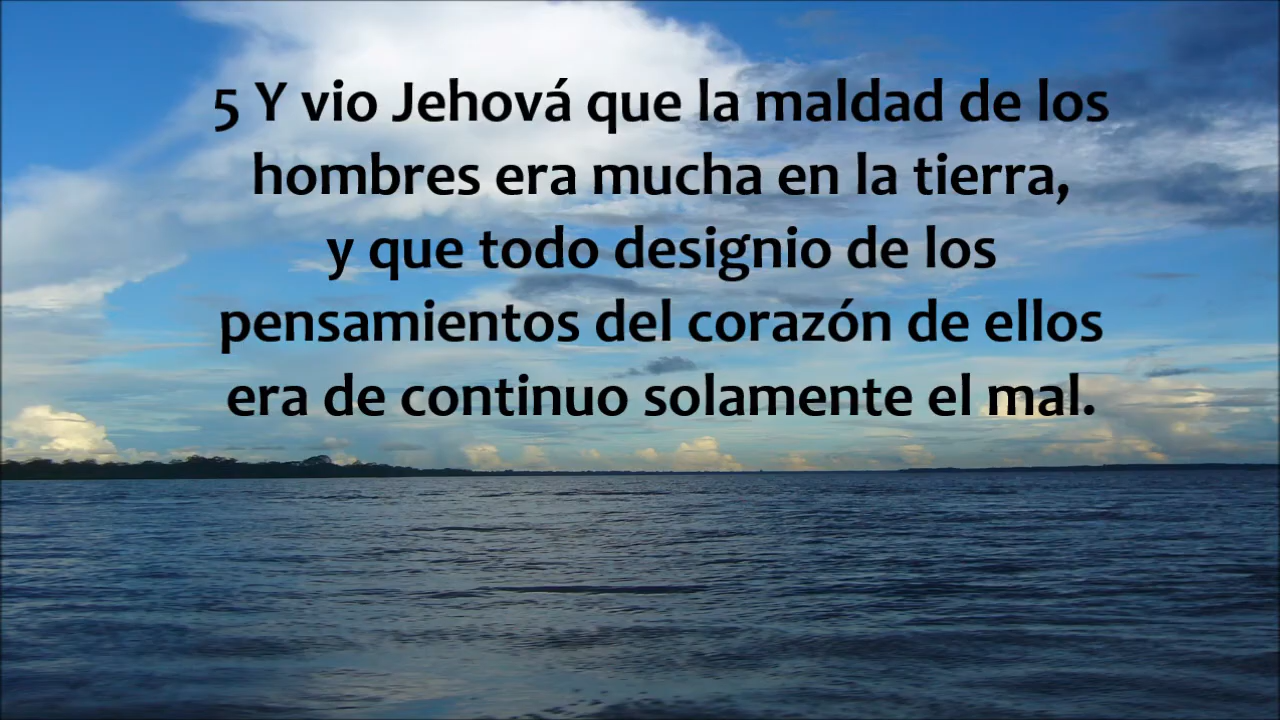 5 Y vio Jehová que la maldad de los
hombres era mucha en la tierra,
y que todo designio de los
pensamientos del corazón de ellos
era de continuo solamente el mal.